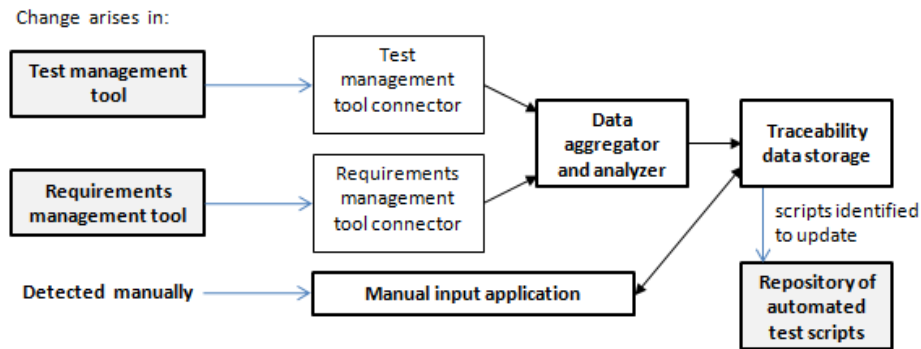 Change arises in:
Test management
tool
Test
management
tool connector
Data
aggregator
and analyzer
Traceability
data storage
Requirements
management tool
Requirements
management
tool connector
scripts identified
to update
Detected manually
Manual input application
Repository of
automated
test scripts